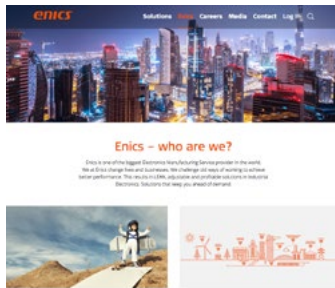 enics
Solutions Enics Careers Media Contact Log in
Enics – who are we?
Enics is one of the biggest Electronics Manufacturing Service provider in the world.
We at Enics change lives and businesses. We challenge old ways of working to achieve
better performance. This results in LEAN, adjustable and profitable solutions in Industrial
Electronics. Solutions that keep you ahead of demand.